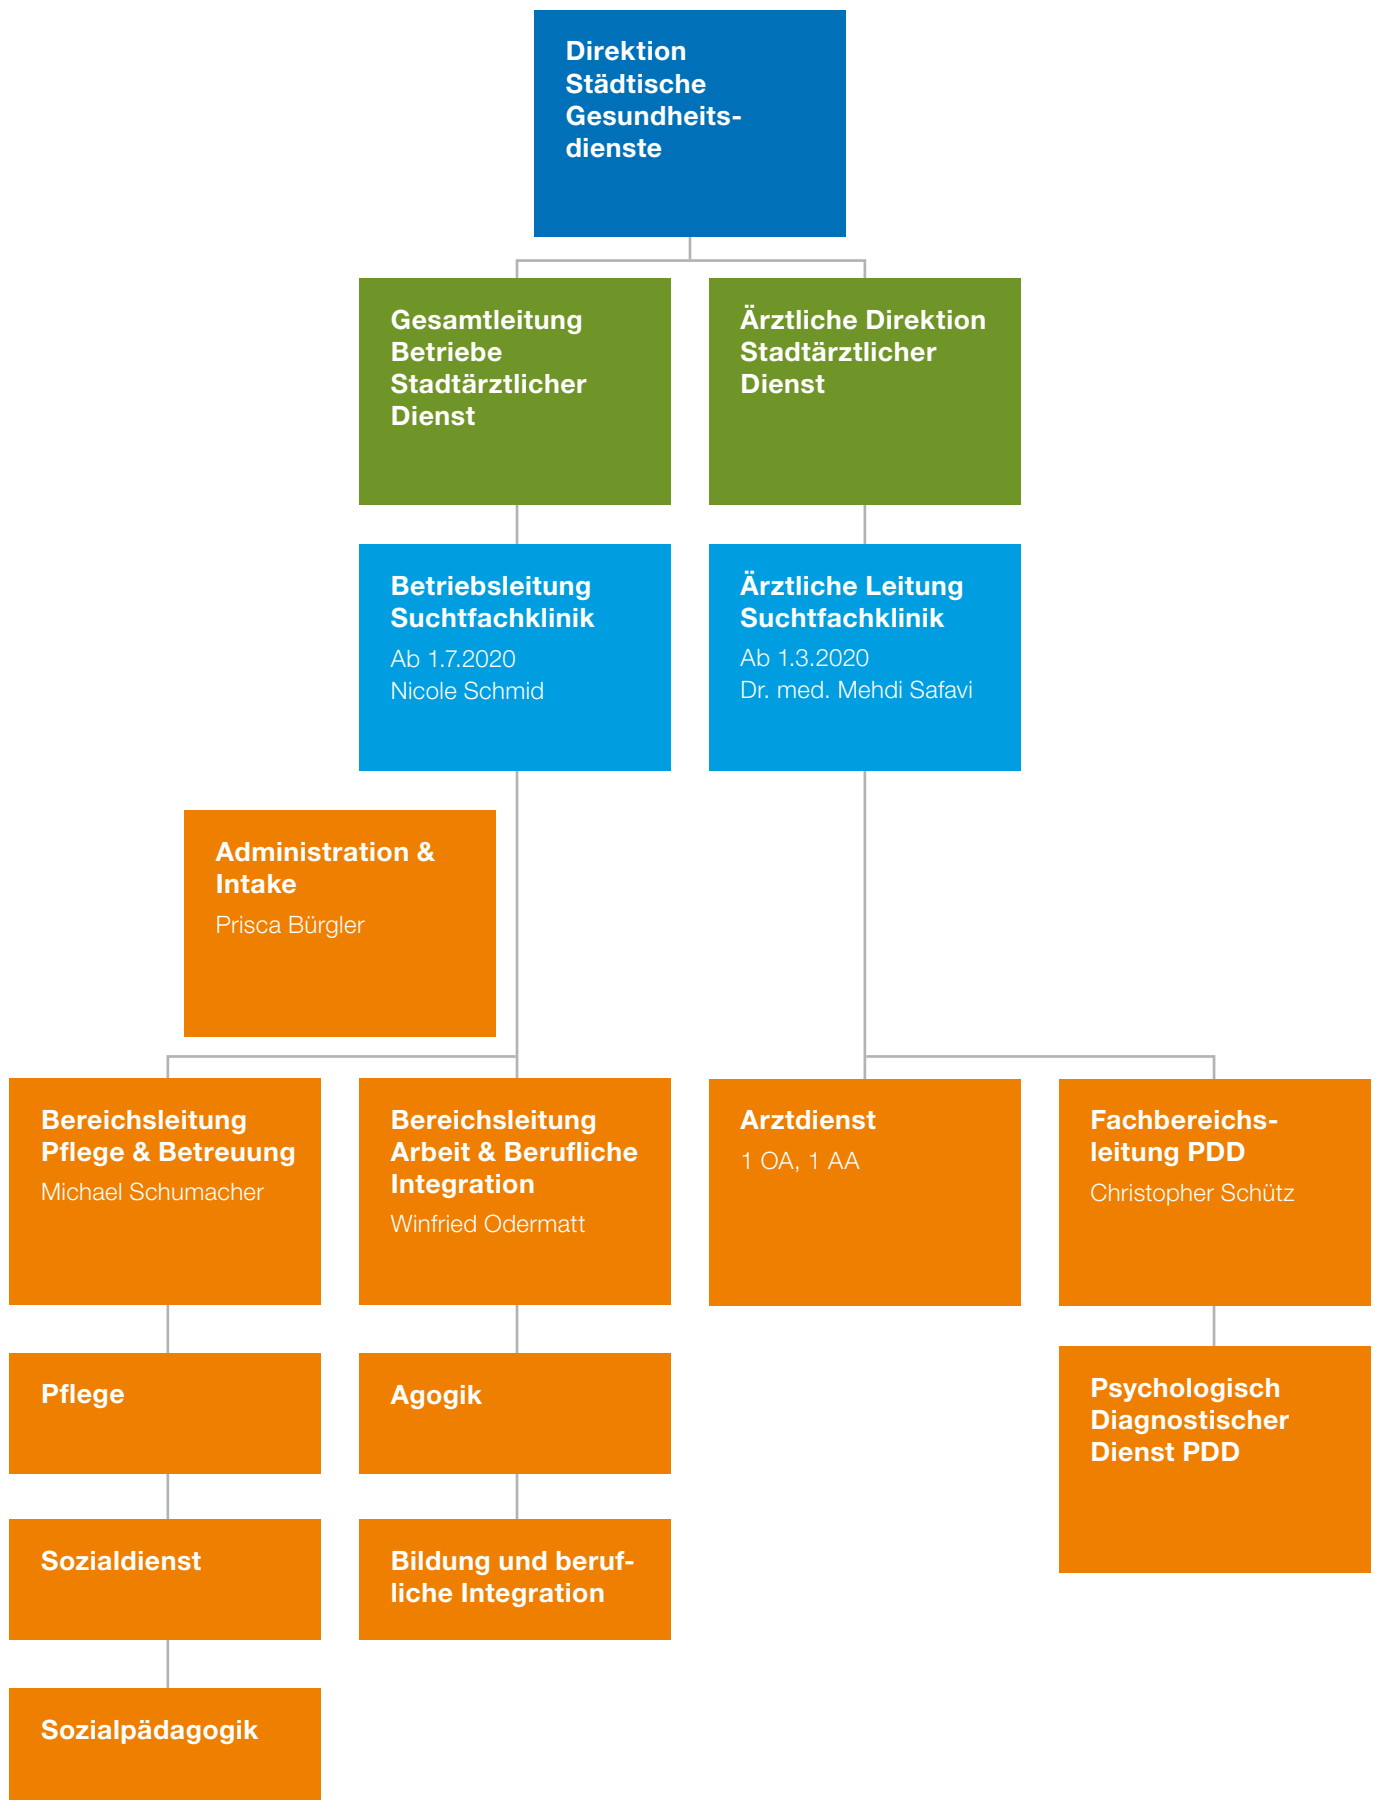 Direktion
Städtische
Gesundheits-
dienste
Gesamtleitung
Betriebe
Stadtärztlicher
Dienst
Ärztliche Direktion
Stadtärztlicher
Dienst
Betriebsleitung
Suchtfachklinik
Ab 1.7.2020
Nicole Schmid
Ärztliche Leitung
Suchtfachklinik
Ab 1.3.2020
Dr. med. Mehdi Safavi
Administration &
Intake
Prisca Bürgler
Bereichsleitung
Pflege & Betreuung
Michael Schumacher
Bereichsleitung
Arbeit & Berufliche
Integration
Winfried Odermatt
Arztdienst
1 OA, 1 AA
Fachbereichs-
leitung PDD
Christopher Schütz
Pflege
Agogik
Psychologisch
Diagnostischer
Dienst PDD
Sozialdienst
Bildung und beruf-
liche Integration
Sozialpädagogik